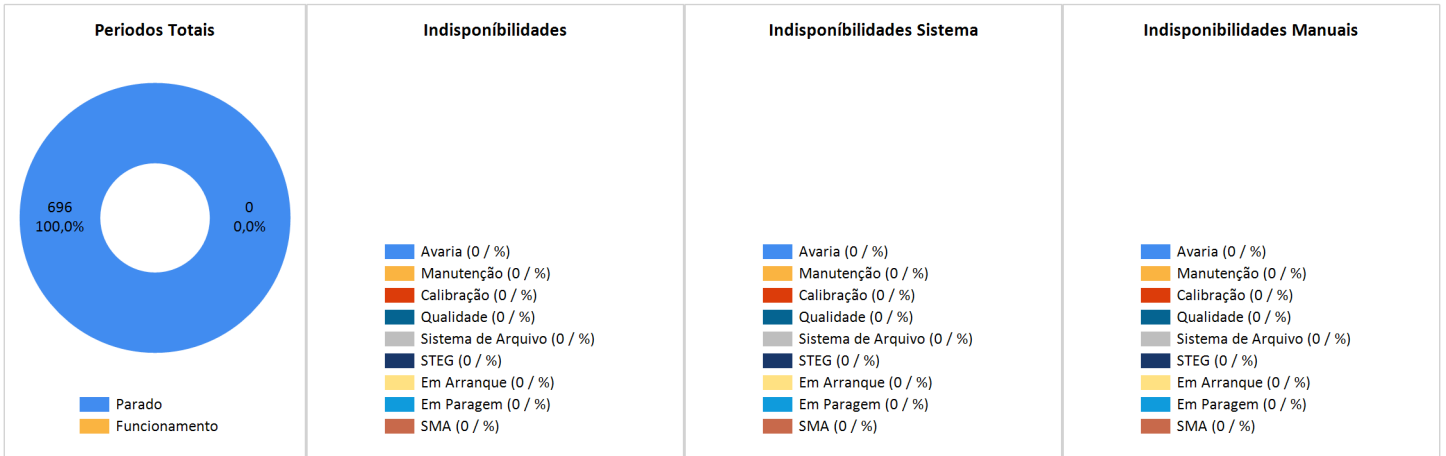 Periodos Totais
696
100,0%
0
0,0%
Parado
Funcionamento
Indisponíbilidades
Avaria (0 / %)
Manutenção (0 / %)
Calibração (0 / %)
Qualidade (0 / %)
Sistema de Arquivo (0 / %)
STEG (0 / %)
Em Arranque (0 / %)
Em Paragem (0 / %)
SMA (0 / %)
Indisponíbilidades Sistema
Avaria (0 / %)
Manutenção (0 / %)
Calibração (0 / %)
Qualidade (0 / %)
Sistema de Arquivo (0 / %)
STEG (0 / %)
Em Arranque (0 / %)
Em Paragem (0 / %)
SMA (0 / %)
Indisponíbilidades Manuais
Avaria (0 / %)
Manutenção (0 / %)
Calibração (0 / %)
Qualidade (0 / %)
Sistema de Arquivo (0 / %)
STEG (0 / %)
Em Arranque (0 / %)
Em Paragem (0 / %)
SMA (0 / %)